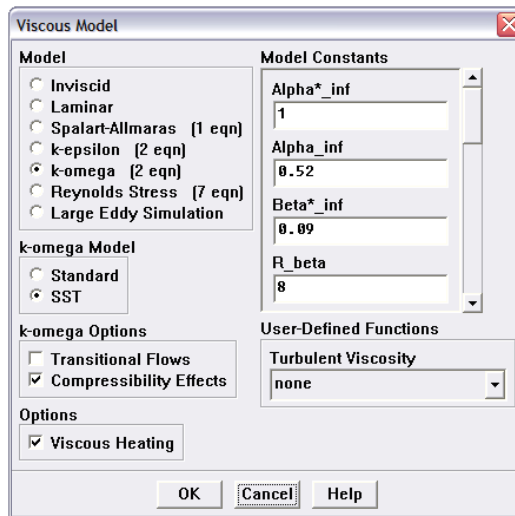 Viscous Model
Model
Inviscid
Laminar
Spalart-Allmaras (1 eqn)
k-epsilon (2 eqn)
k-omega (2 eqn)
Reynolds Stress (7 eqn)
Large Eddy Simulation
k-omega Model
Standard
SST
k-omega Options
Transitional Flows
Compressibility Effects
Options
Viscous Heating
Model Constants
Alpha*_inf
1
Alpha_inf
0.52
Beta*_inf
0.09
R_beta
8
User-Defined Functions
Turbulent Viscosity
none
OK Cancel Help